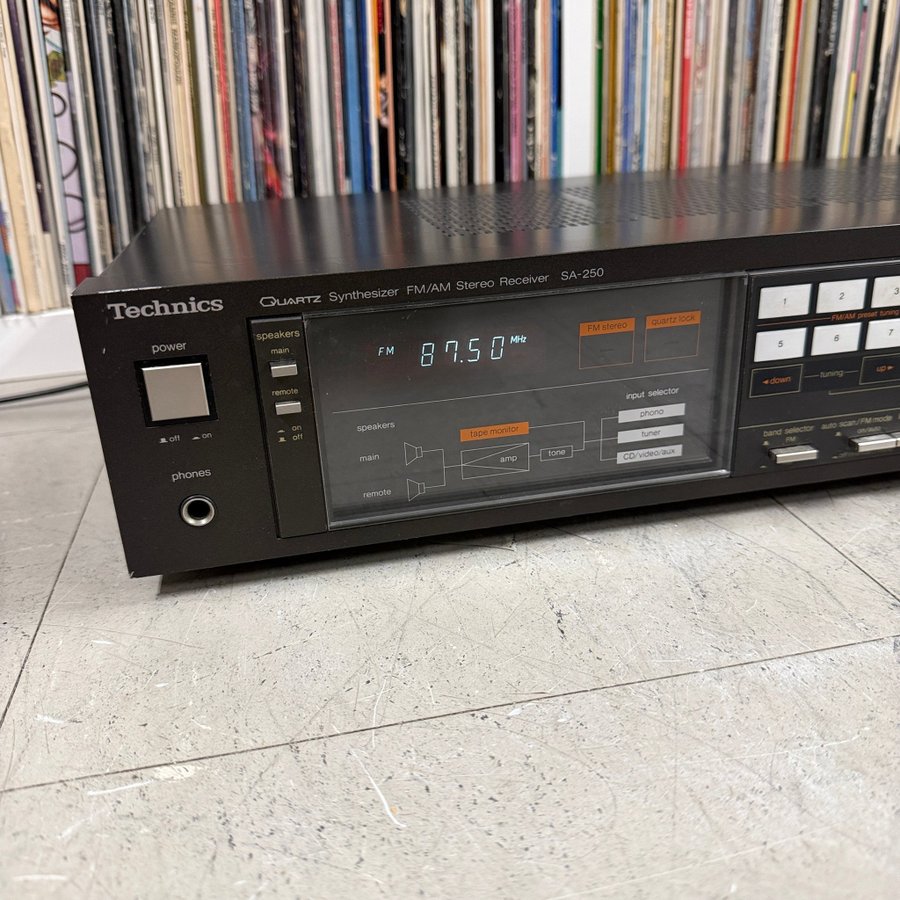 Technics
QUARTZ Synthesizer FM/AM Stereo Receiver SA-250
power
off on
phones
speakers
main
remote
on
off
FM 87.50 MHz
FM stereo
quartz lock
speakers
main
remote
tape monitor
amp
tone
input selector
phono
tuner
CD/video/aux
1 2 3
FM/AM preset tuning
5 6 7
down tuning up
band selector
FM
auto scan/FM mode
on/auto